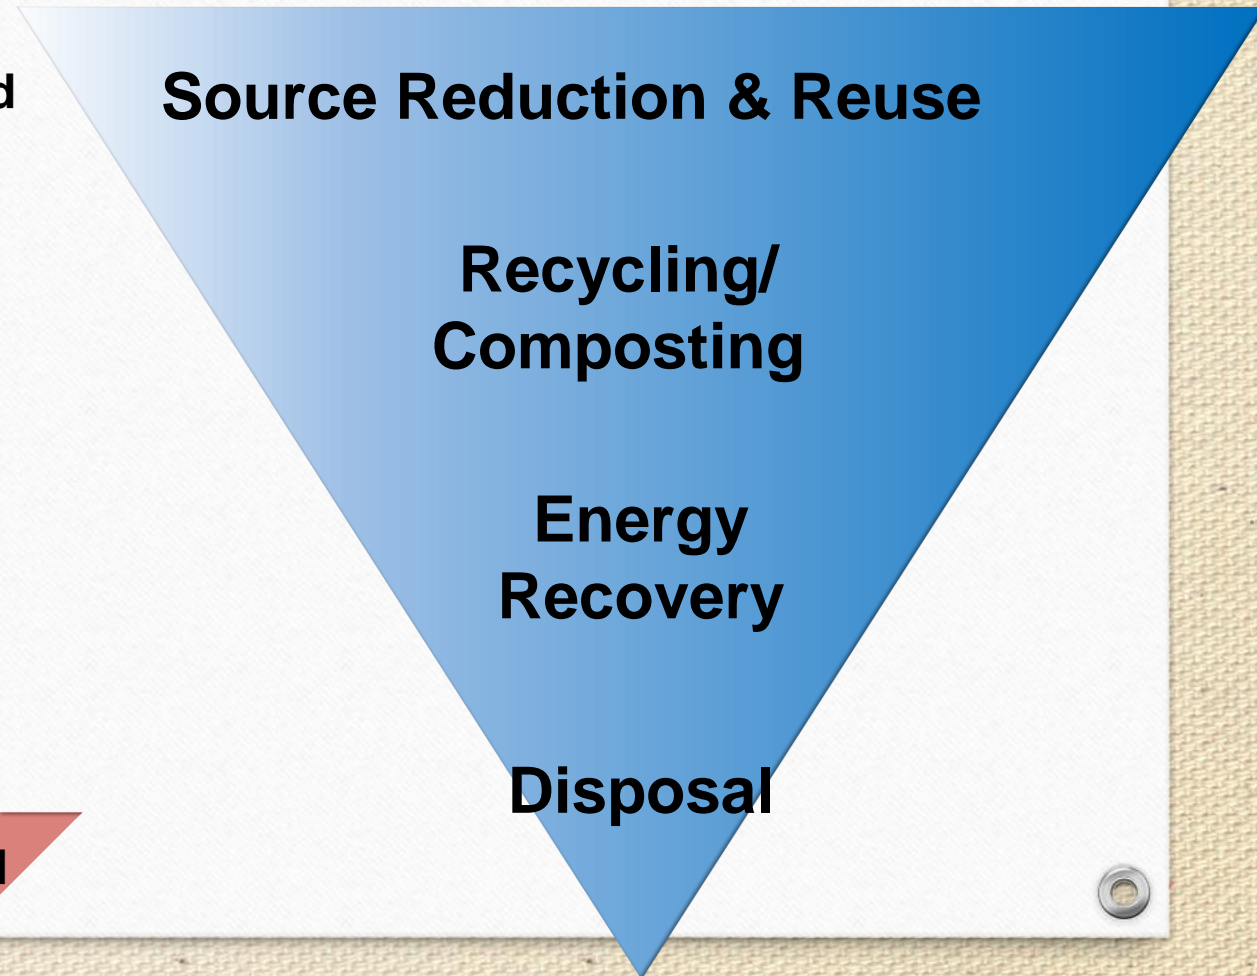 Source Reduction & Reuse
Recycling/
Composting
Energy
Recovery
Disposal